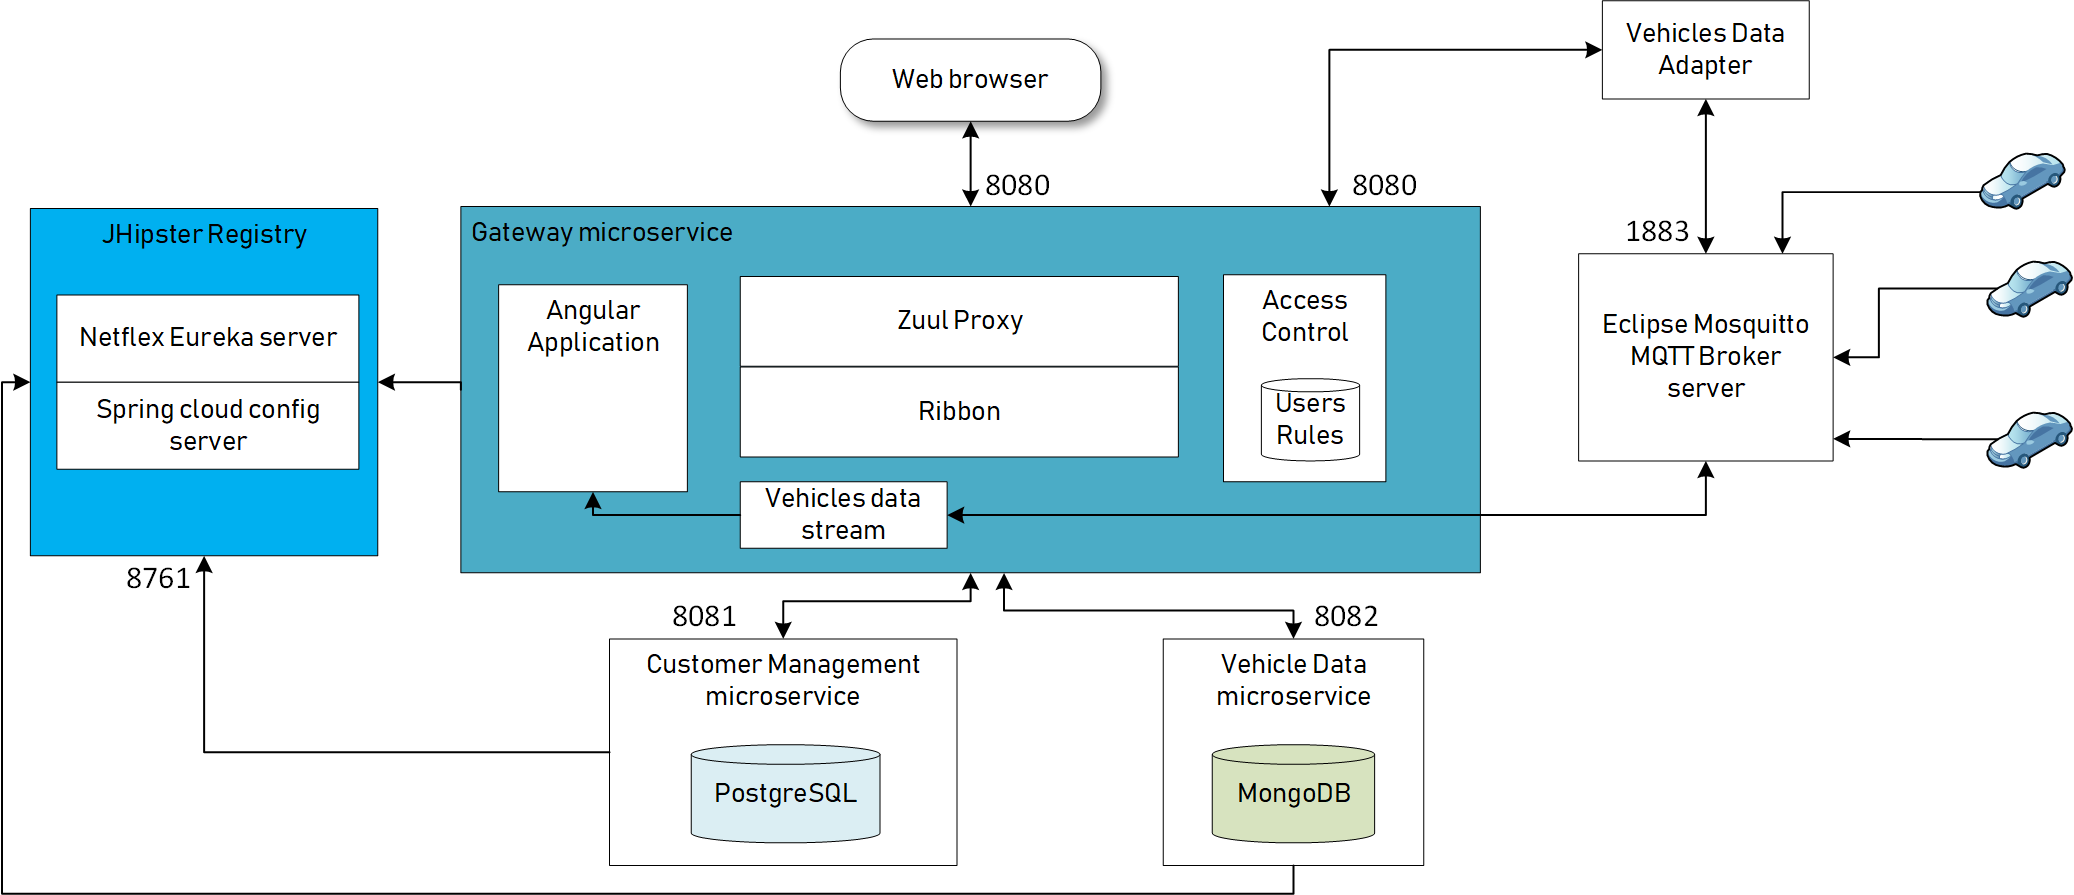 Vehicles Data
Adapter
Web browser
8080
8080
1883
JHipster Registry
Netflex Eureka server
Spring cloud config
server
8761
Gateway microservice
Angular
Application
Zuul Proxy
Ribbon
Access
Control
Users
Rules
Vehicles data
stream
Eclipse Mosquitto
MQTT Broker
server
8081
8082
Customer Management
microservice
PostgreSQL
Vehicle Data
microservice
MongoDB